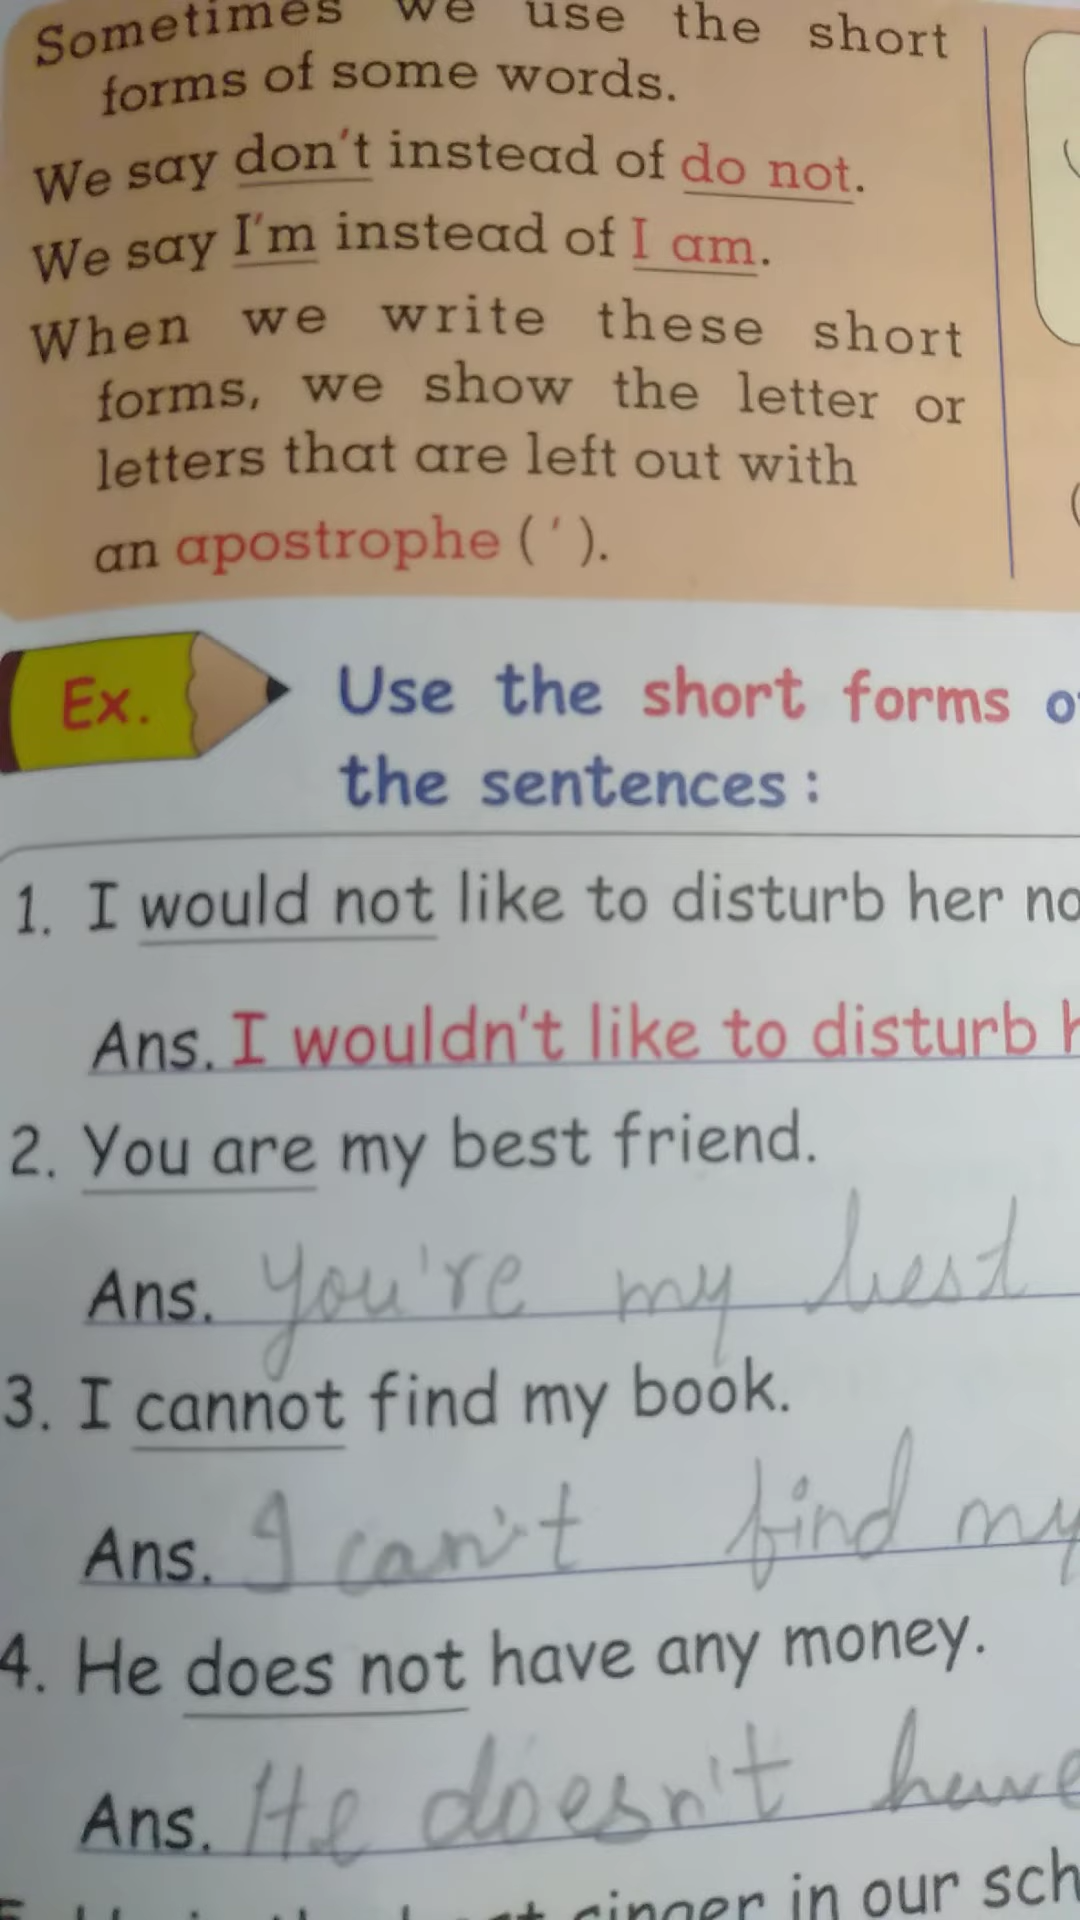 Sometimes we use the short
forms of some words.
We say don't instead of do not.
We say I'm instead of I am.
When we write these short
forms, we show the letter or
letters that are left out with
an apostrophe (').
Ex.
Use the short forms
the sentences:
1. I would not like to disturb her
Ans. I wouldn't like to disturb
2. You are my best friend.
Ans. You're my best
3. I cannot find my book.
Ans. I can't find my
4. He does not have any money.
Ans. He doesn't have
singer in our